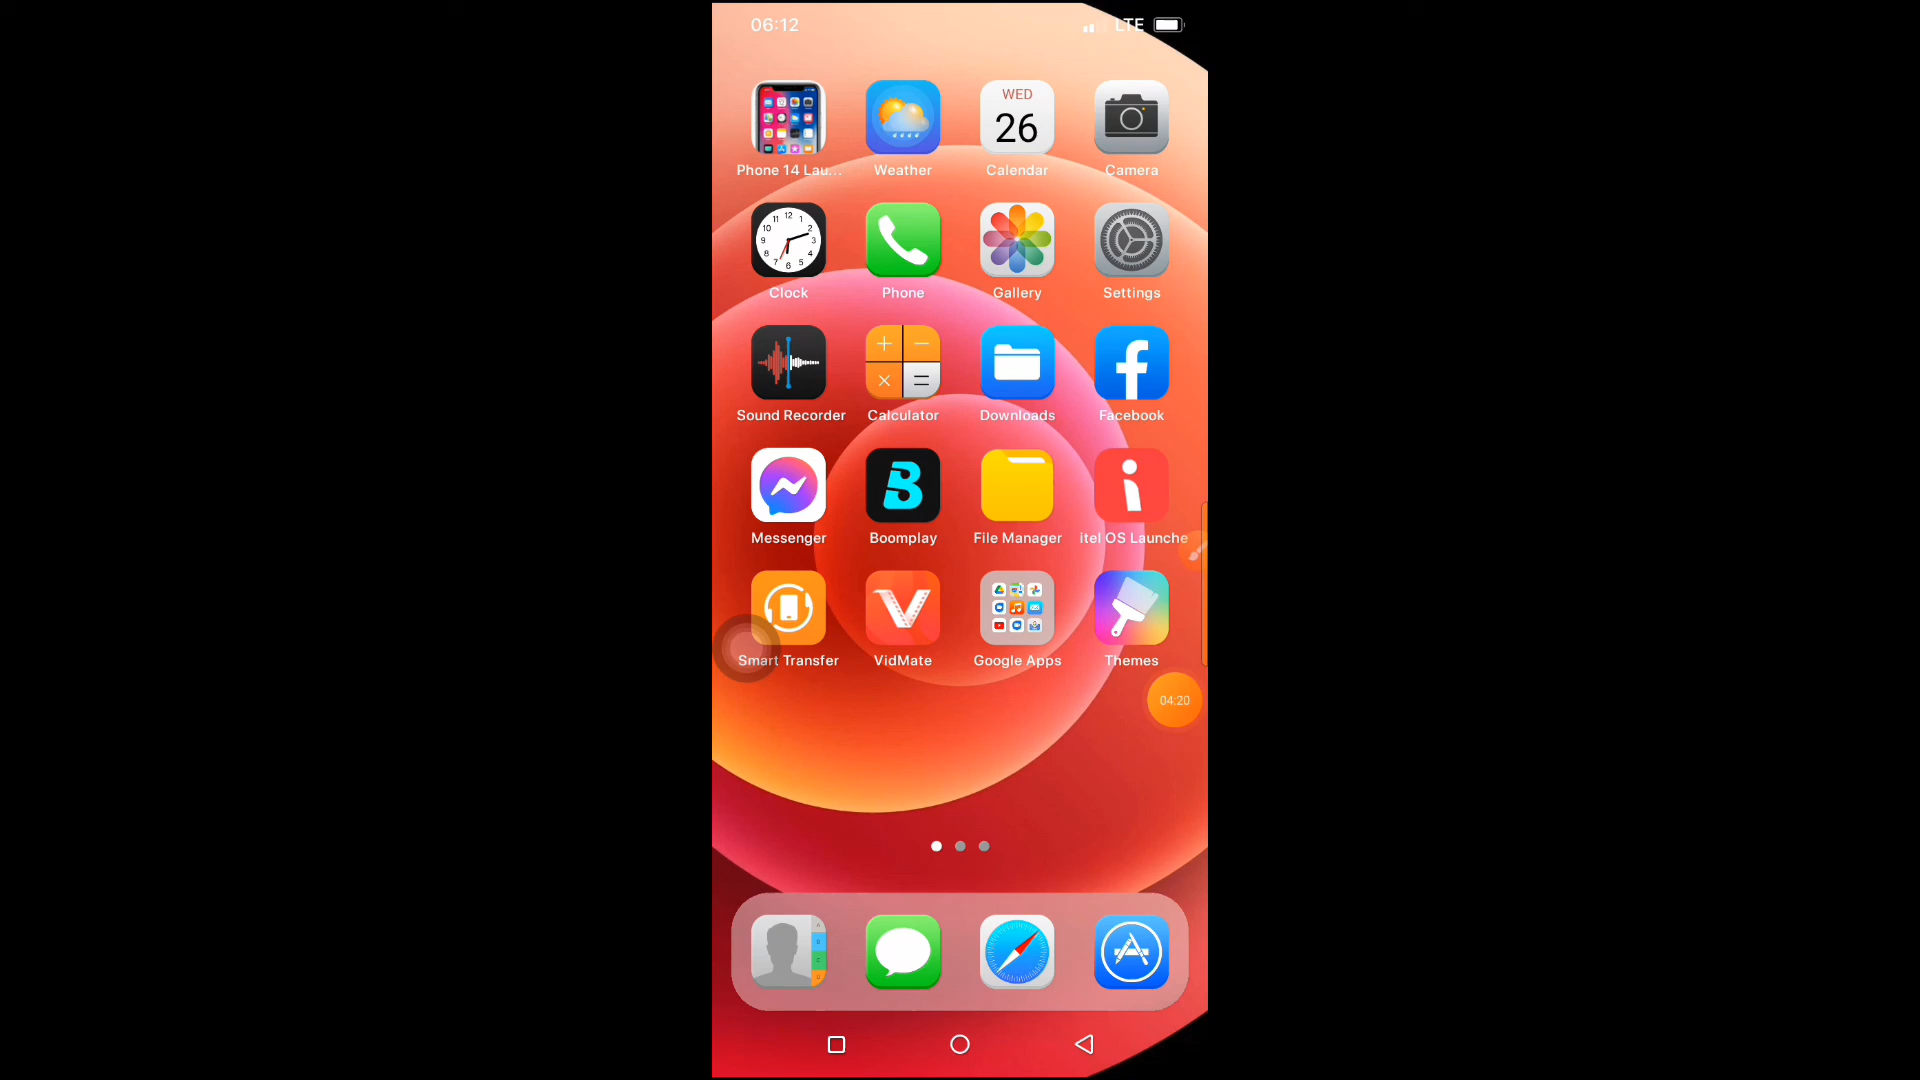 06:12
LTE
WED
26
Phone 14 Lau...
Weather
Calendar
Camera
Clock
Phone
Gallery
Settings
Sound Recorder
Calculator
Downloads
Facebook
Messenger
Boomplay
File Manager
itel OS Launche
Smart Transfer
VidMate
Google Apps
Themes
04:20